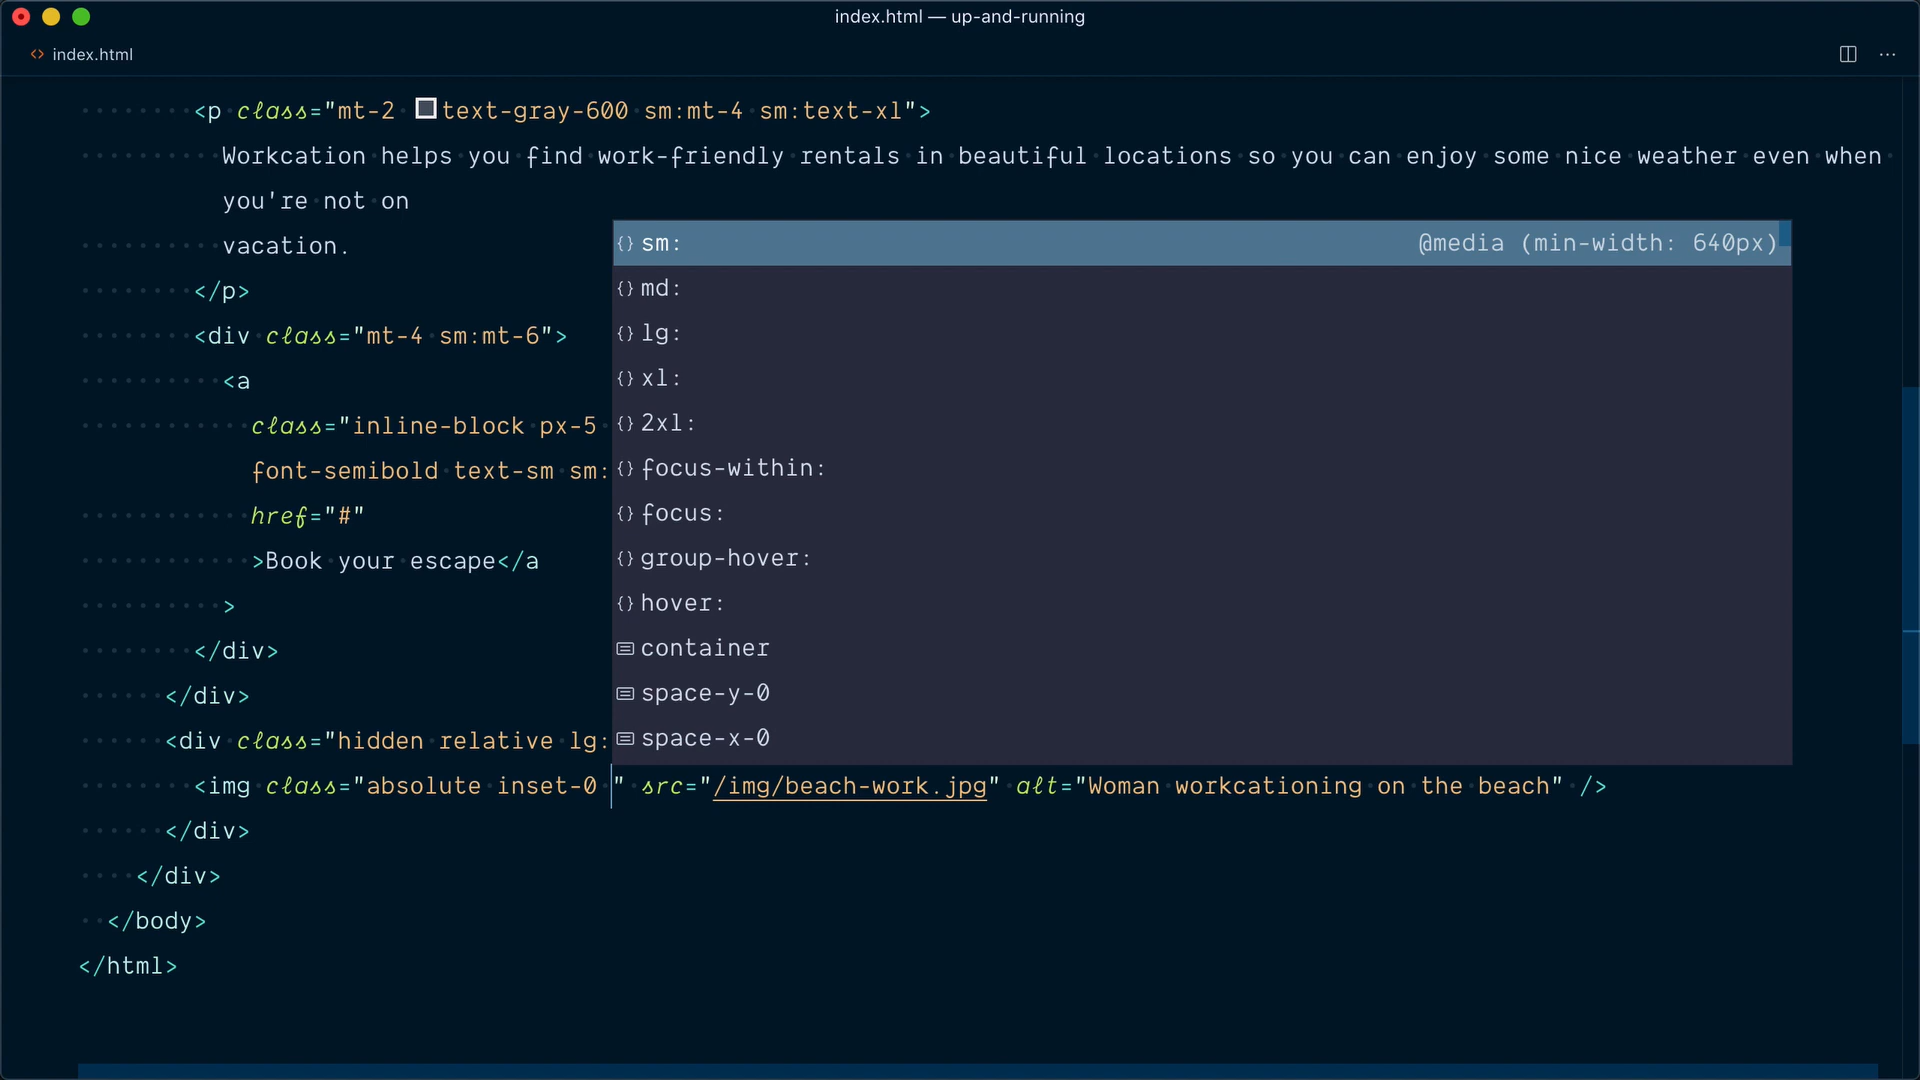 index.html — up-and-running
<> index.html
<p class="mt-2 text-gray-600 sm:mt-4 sm:text-xl">
Workcation helps you find work-friendly rentals in beautiful locations so you can enjoy some nice weather even when
you're not on
vacation.
</p>
<div class="mt-4 sm:mt-6">
<a
class="inline-block px-5
font-semibold text-sm sm:
href="#"
>Book your escape</a
>
</div>
</div>
<div class="hidden relative lg:
{} sm: @media (min-width: 640px)
{} md:
{} lg:
{} xl:
{} 2xl:
{} focus-within:
{} focus:
{} group-hover:
{} hover:
container
space-y-0
space-x-0
<img class="absolute inset-0 " src="/img/beach-work.jpg" alt="Woman workcationing on the beach" />
</div>
</div>
</body>
</html>